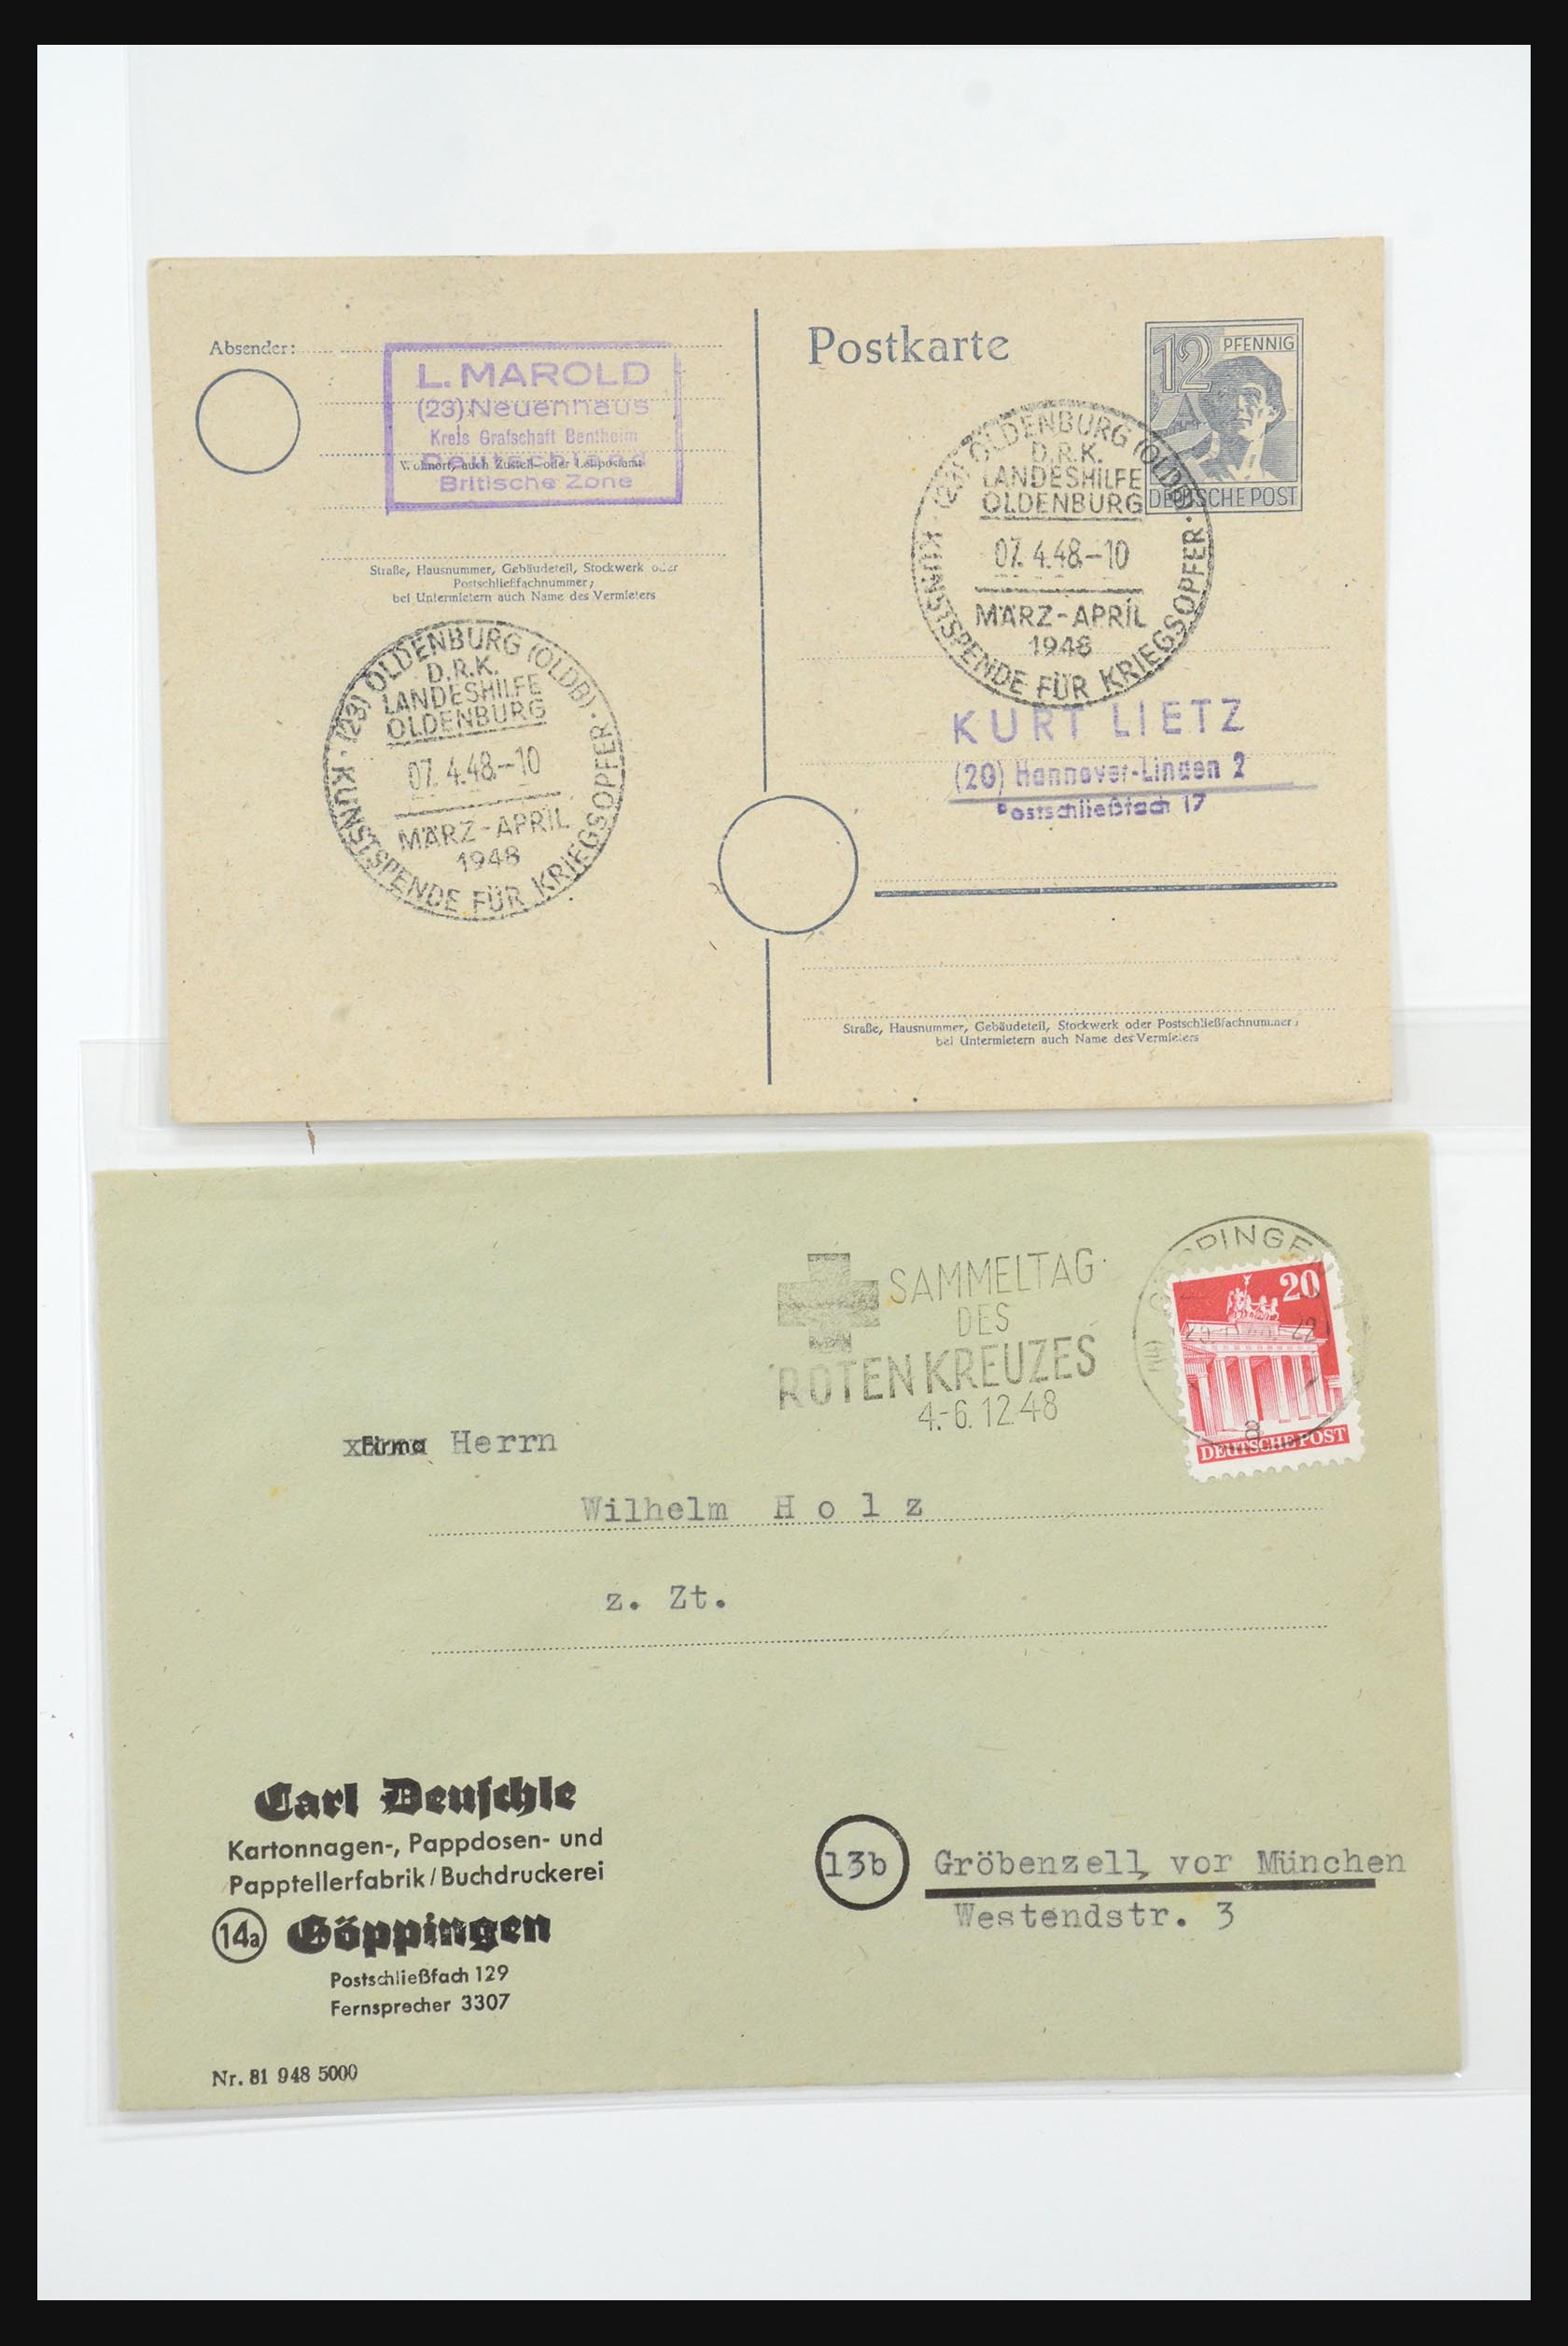 Absender:
L. MAROLD
(23) Neuenhaus
Kreis Grafschaft Bentheim
Deutschland
Wohnort, auch Zustell- oder Leitpostamt
Britische Zone
Straße, Hausnummer, Gebäudeteil, Stockwerk oder
Postschließfachnummer;
bei Untermietern auch Name des Vermieters
(23) OLDENBURG (OLDB)
D.R.K.
LANDESHILFE
OLDENBURG
07.4.48.–10
MÄRZ-APRIL
1948
KUNSTSPENDE FÜR KRIEGSOPFER
Postkarte
12 PFENNIG
DEUTSCHE POST
(23) OLDENBURG (OLDB)
D.R.K.
LANDESHILFE
OLDENBURG
07.4.48.–10
MÄRZ-APRIL
1948
KUNSTSPENDE FÜR KRIEGSOPFER
KURT LIETZ
(20) Hannover-Linden 2
Postschließfach 17
Straße, Hausnummer, Gebäudeteil, Stockwerk oder Postschließfachnummer;
bei Untermietern auch Name des Vermieters
SAMMELTAG
DES
ROTEN KREUZES
4.-6.12.48
GÖPPINGEN
a
20
DEUTSCHE POST
Firma Herrn
Wilhelm H o l z
z. Zt.
Carl Deuschle
Kartonnagen-, Pappdosen- und
Papptellerfabrik / Buchdruckerei
14a Göppingen
Postschließfach 129
Fernsprecher 3307
Nr. 81 948 5000
13b Gröbenzell, vor München
Westendstr. 3